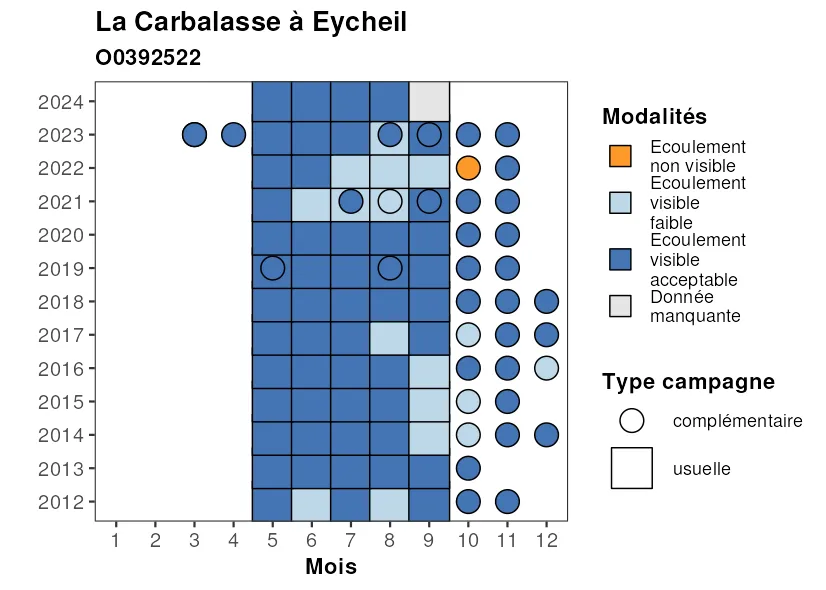 La Carbalasse à Eycheil
O0392522
2024
2023
2022
2021
2020
2019
2018
2017
2016
2015
2014
2013
2012
1 2 3 4 5 6 7 8 9 10 11 12
Mois
Modalités
Ecoulement
non visible
Ecoulement
visible
faible
Ecoulement
visible
acceptable
Donnée
manquante
Type campagne
complémentaire
usuelle